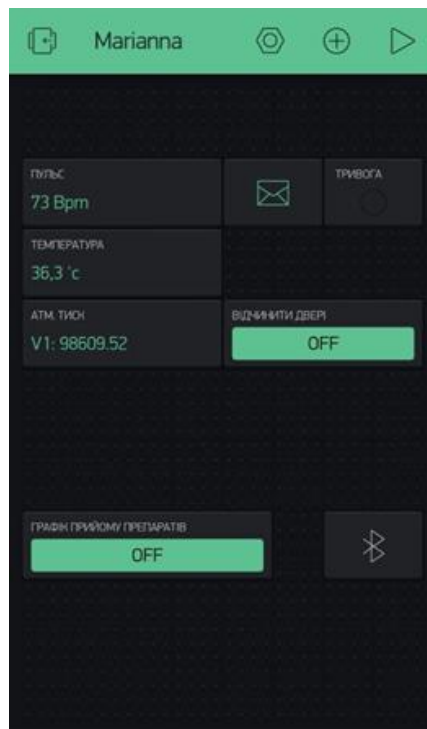 Marianna
ПУЛЬС
73 Bpm
ТРИВОГА
ТЕМПЕРАТУРА
36,3 'c
АТМ. ТИСК
V1: 98609.52
ВІДЧИНИТИ ДВЕРІ
OFF
ГРАФІК ПРИЙОМУ ПРЕПАРАТІВ
OFF